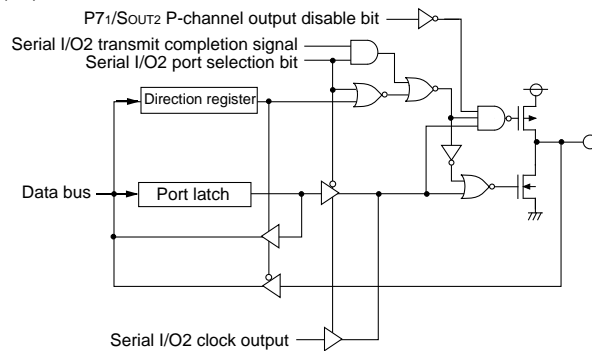 P71/SOUT2 P-channel output disable bit
Serial I/O2 transmit completion signal
Serial I/O2 port selection bit
Direction register
Data bus
Port latch
Serial I/O2 clock output